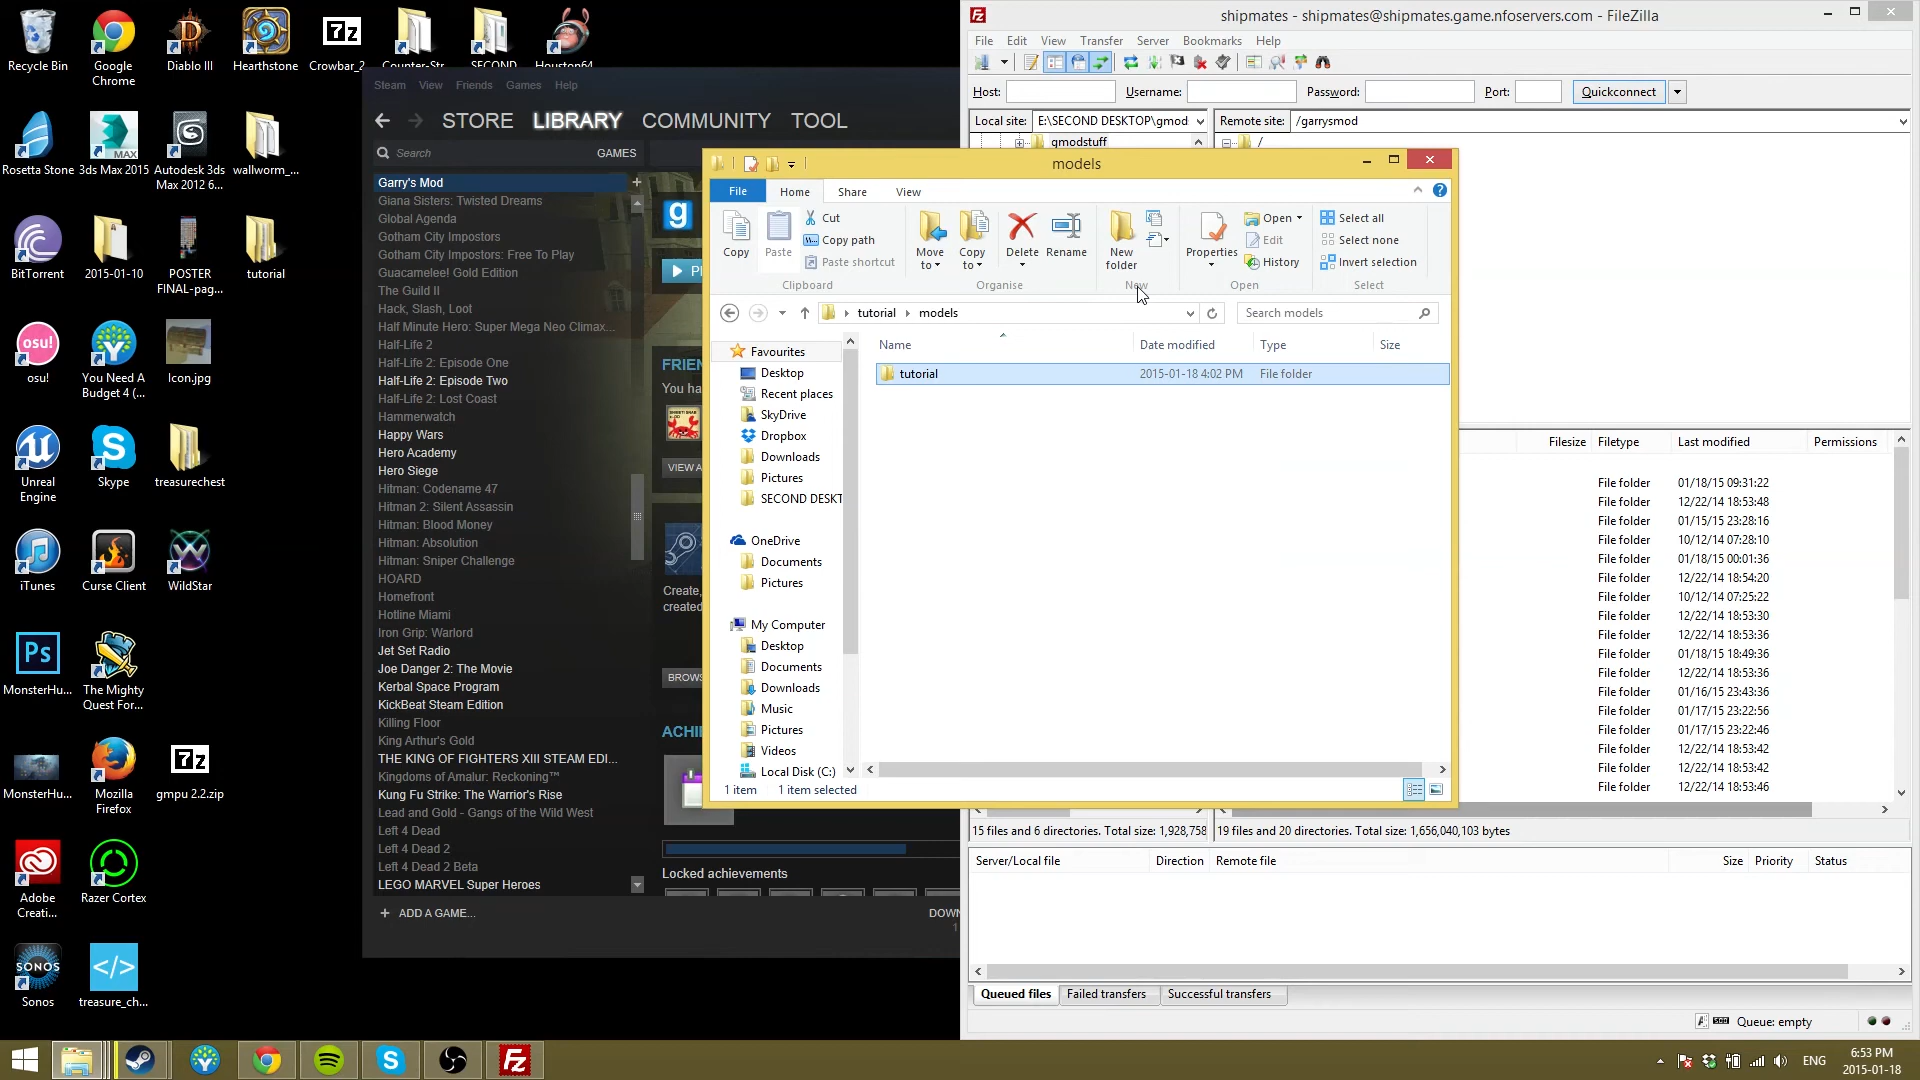 Recycle Bin
Google Chrome
Diablo III
Hearthstone
Crowbar_2
Counter-Str
SECOND
Houston64
Rosetta Stone
3ds Max 2015
Autodesk 3ds Max 2012 6...
wallworm_...
BitTorrent
2015-01-10
POSTER FINAL-pag...
tutorial
osu!
osu!
You Need A Budget 4 (...
Icon.jpg
Unreal Engine
Skype
treasurechest
iTunes
Curse Client
WildStar
Ps
MonsterHu...
The Mighty Quest For...
MonsterHu...
Mozilla Firefox
7z
gmpu 2.2.zip
Adobe Creati...
Razer Cortex
SONOS
Sonos
treasure_ch...
Steam View Friends Games Help
STORE LIBRARY COMMUNITY TOOL
Search GAMES
Garry's Mod
Giana Sisters: Twisted Dreams
Global Agenda
Gotham City Impostors
Gotham City Impostors: Free To Play
Guacamelee! Gold Edition
The Guild II
Hack, Slash, Loot
Half Minute Hero: Super Mega Neo Climax...
Half-Life 2
Half-Life 2: Episode One
Half-Life 2: Episode Two
Half-Life 2: Lost Coast
Hammerwatch
Happy Wars
Hero Academy
Hero Siege
Hitman: Codename 47
Hitman 2: Silent Assassin
Hitman: Blood Money
Hitman: Absolution
Hitman: Sniper Challenge
HOARD
Homefront
Hotline Miami
Iron Grip: Warlord
Jet Set Radio
Joe Danger 2: The Movie
Kerbal Space Program
KickBeat Steam Edition
Killing Floor
King Arthur's Gold
THE KING OF FIGHTERS XIII STEAM EDI...
Kingdoms of Amalur: Reckoning™
Kung Fu Strike: The Warrior's Rise
Lead and Gold - Gangs of the Wild West
Left 4 Dead
Left 4 Dead 2
Left 4 Dead 2 Beta
LEGO MARVEL Super Heroes
+ ADD A GAME...
FRIEN
You ha
VIEW A
Create,
created
BROWS
ACHIE
Locked achievements
DOWN
models
File Home Share View
Copy
Paste
Cut
Copy path
Paste shortcut
Clipboard
Move to
Copy to
Delete
Rename
Organise
New folder
New
Properties
Open
Edit
History
Open
Select all
Select none
Invert selection
Select
tutorial models
Search models
Name Date modified Type Size
tutorial 2015-01-18 4:02 PM File folder
Favourites
Desktop
Recent places
SkyDrive
Dropbox
Downloads
Pictures
SECOND DESKT
OneDrive
Documents
Pictures
My Computer
Desktop
Documents
Downloads
Music
Pictures
Videos
Local Disk (C:)
1 item 1 item selected
shipmates - shipmates@shipmates.game.nfoservers.com - FileZilla
File Edit View Transfer Server Bookmarks Help
Host: Username: Password: Port: Quickconnect
Local site: E:\SECOND DESKTOP\gmod
Remote site: /garrysmod
gmodstuff
/
Filesize Filetype Last modified Permissions
File folder 01/18/15 09:31:22
File folder 12/22/14 18:53:48
File folder 01/15/15 23:28:16
File folder 10/12/14 07:28:10
File folder 01/18/15 00:01:36
File folder 12/22/14 18:54:20
File folder 10/12/14 07:25:22
File folder 12/22/14 18:53:30
File folder 12/22/14 18:53:36
File folder 01/18/15 18:49:36
File folder 12/22/14 18:53:36
File folder 01/16/15 23:43:36
File folder 01/17/15 23:22:56
File folder 01/17/15 23:22:46
File folder 12/22/14 18:53:42
File folder 12/22/14 18:53:42
File folder 12/22/14 18:53:46
15 files and 6 directories. Total size: 1,928,758
19 files and 20 directories. Total size: 1,656,040,103 bytes
Server/Local file Direction Remote file Size Priority Status
Queued files Failed transfers Successful transfers
Queue: empty
ENG
6:53 PM
2015-01-18